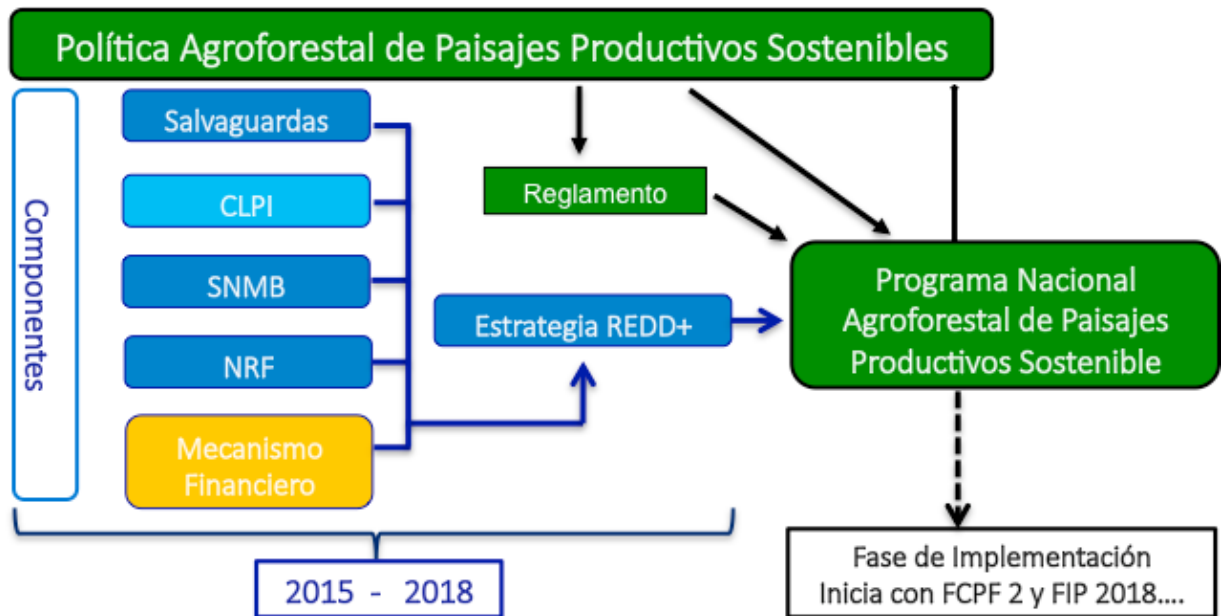 Política Agroforestal de Paisajes Productivos Sostenibles
Componentes
Salvaguardas
CLPI
SNMB
NRF
Mecanismo
Financiero
Reglamento
Estrategia REDD+
Programa Nacional
Agroforestal de Paisajes
Productivos Sostenible
2015 - 2018
Fase de Implementación
Inicia con FCPF 2 y FIP 2018....